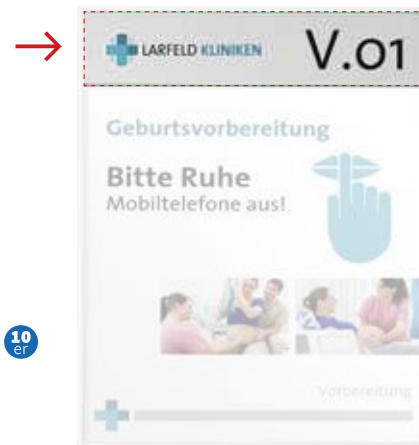 LARFELD KLINIKEN
V.01
Geburtsvorbereitung
Bitte Ruhe
Mobiltelefone aus!
10
er
Vorbereitung